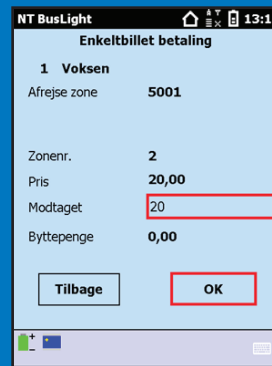 NT BusLight
13:1
Enkeltbillet betaling
1 Voksen
Afrejse zone 5001
Zonenr. 2
Pris 20,00
Modtaget 20
Byttepenge 0,00
Tilbage OK